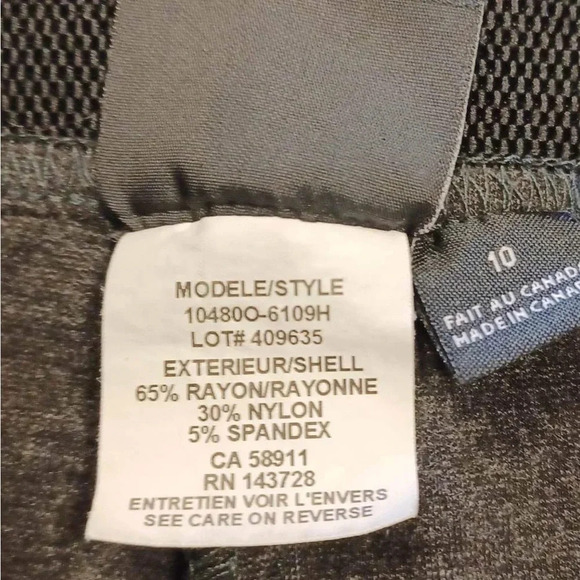 MODELE/STYLE
10480O-6109H
LOT# 409635
EXTERIEUR/SHELL
65% RAYON/RAYONNE
30% NYLON
5% SPANDEX
CA 58911
RN 143728
ENTRETIEN VOIR L'ENVERS
SEE CARE ON REVERSE
10
FAIT AU CANADA
MADE IN CANADA